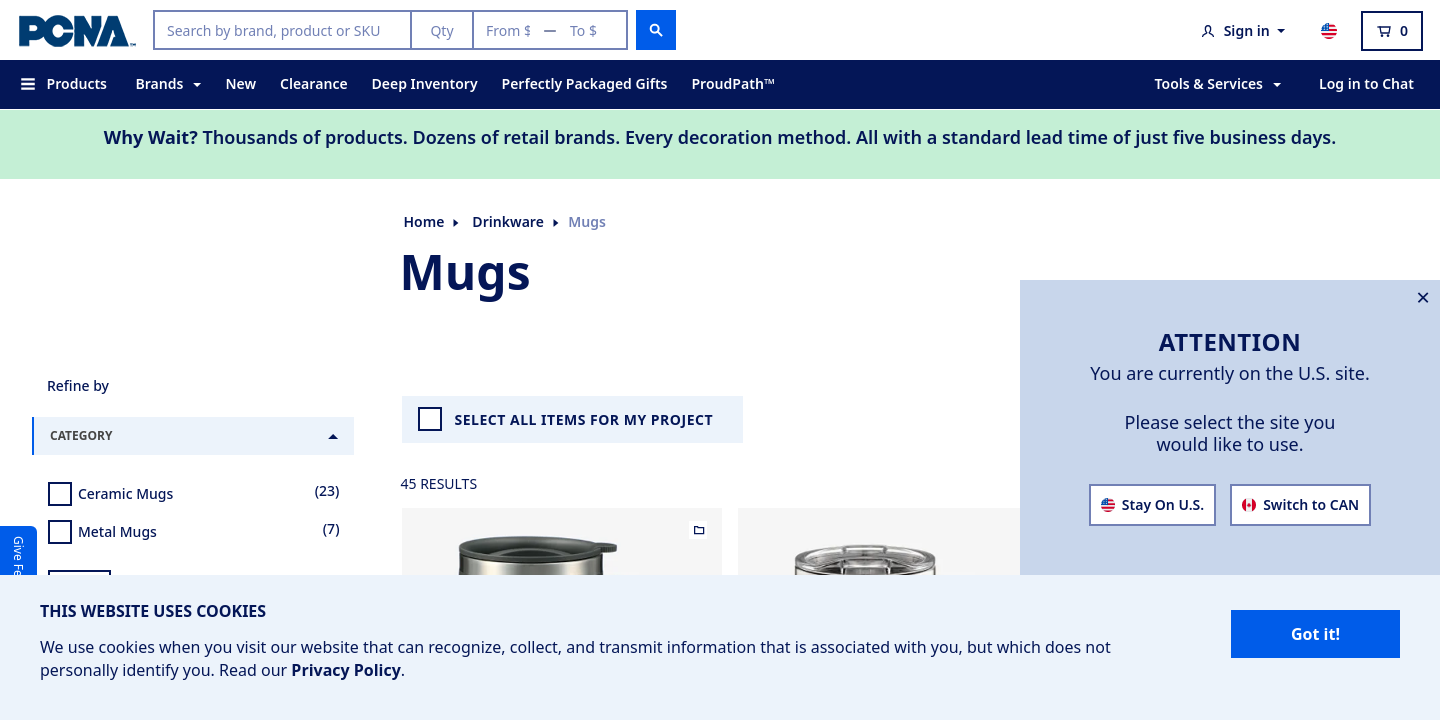 PCNA™
Search by brand, product or SKU
Qty
From $ — To $
Sign in
0
Products
Brands
New
Clearance
Deep Inventory
Perfectly Packaged Gifts
ProudPath™
Tools & Services
Log in to Chat
Why Wait? Thousands of products. Dozens of retail brands. Every decoration method. All with a standard lead time of just five business days.
Home
Drinkware
Mugs
Mugs
Refine by
CATEGORY
Ceramic Mugs (23)
Metal Mugs (7)
SELECT ALL ITEMS FOR MY PROJECT
45 RESULTS
ATTENTION
You are currently on the U.S. site.
Please select the site you
would like to use.
Stay On U.S.
Switch to CAN
Give Fe
THIS WEBSITE USES COOKIES
We use cookies when you visit our website that can recognize, collect, and transmit information that is associated with you, but which does not
personally identify you. Read our Privacy Policy.
Got it!